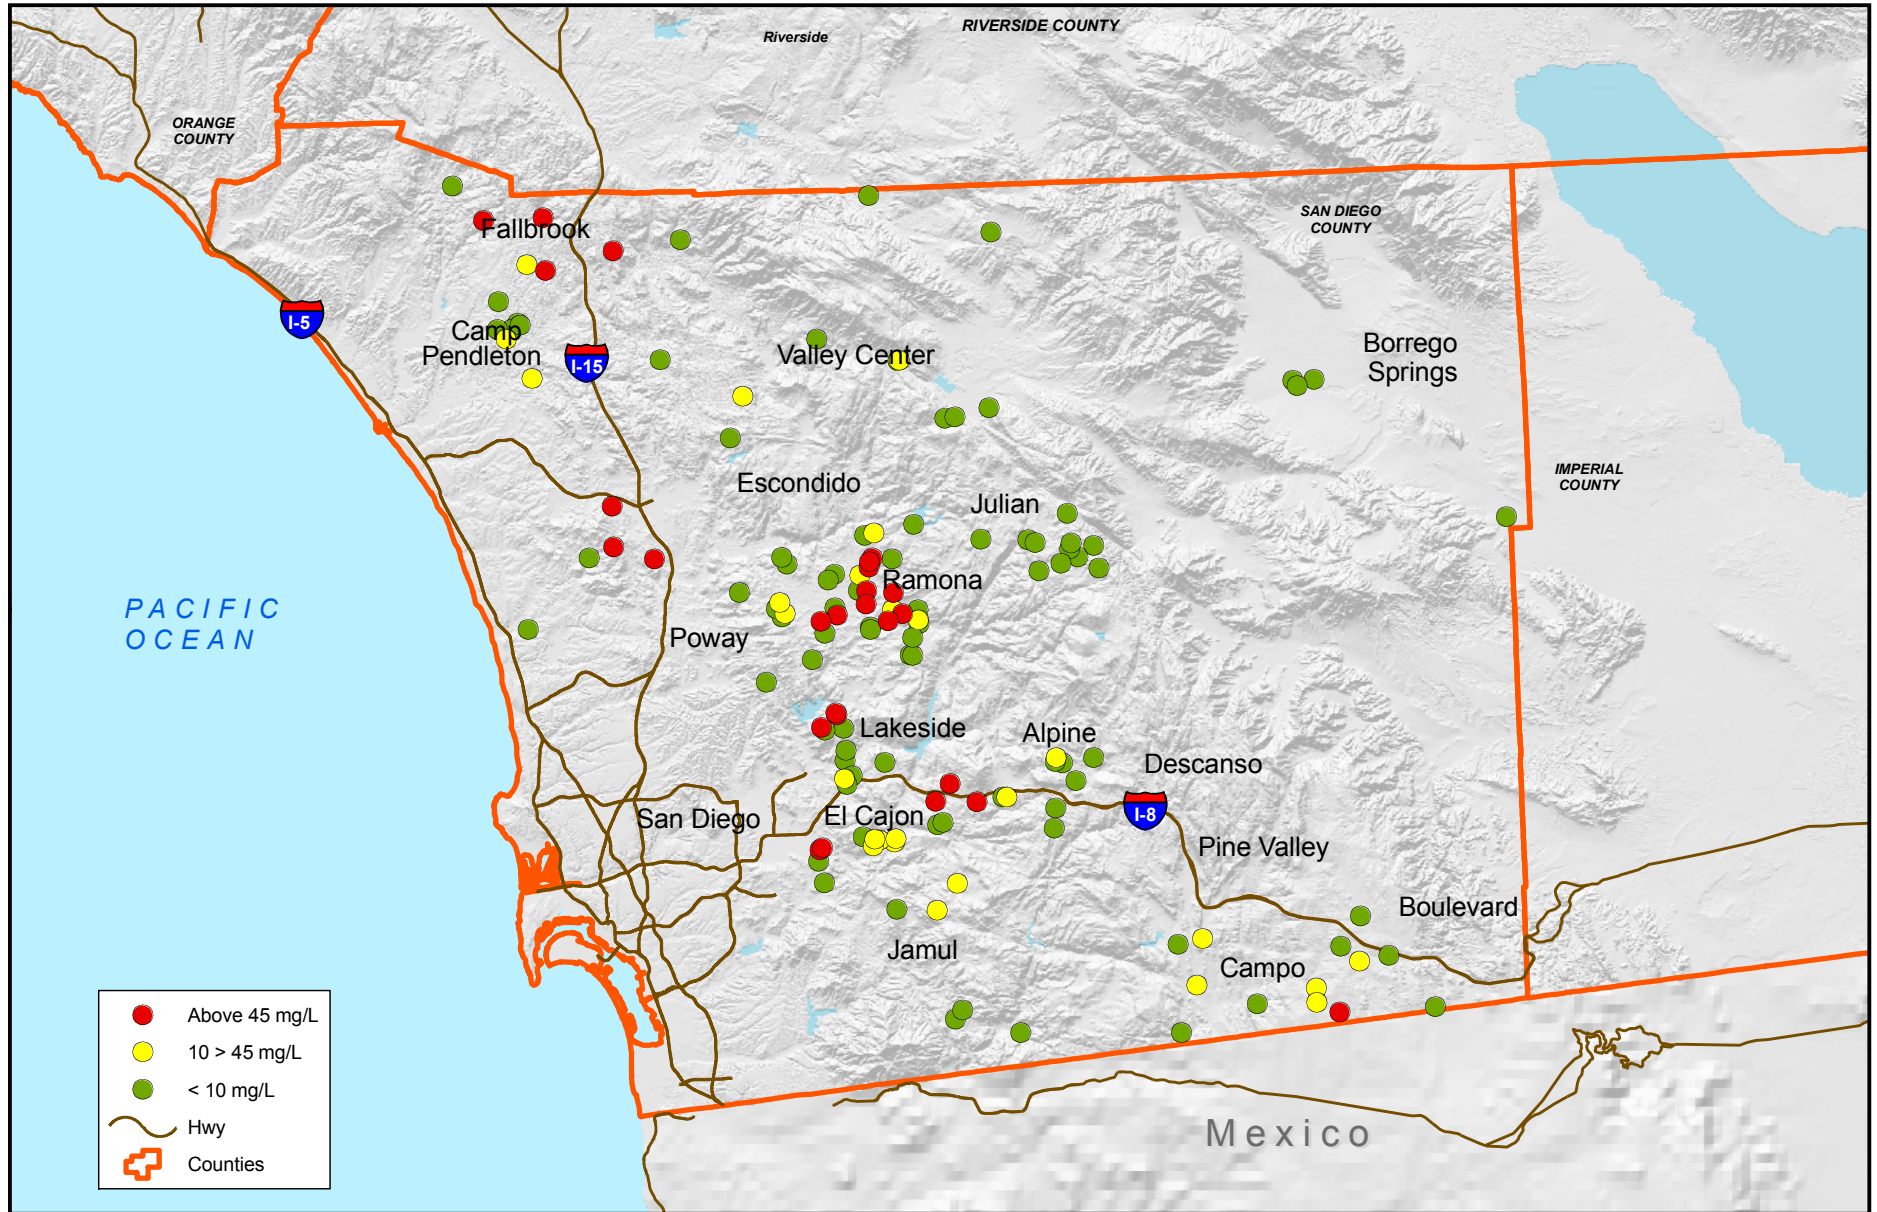 RIVERSIDE COUNTY
Riverside
ORANGE
COUNTY
SAN DIEGO
COUNTY
Fallbrook
I-5
Camp
Pendleton
I-15
Valley Center
Borrego
Springs
IMPERIAL
COUNTY
Escondido
Julian
Ramona
PACIFIC
OCEAN
Poway
Lakeside
Alpine
Descanso
I-8
San Diego
El Cajon
Pine Valley
Boulevard
Jamul
Campo
Above 45 mg/L
10 > 45 mg/L
< 10 mg/L
Hwy
Counties
Mexico